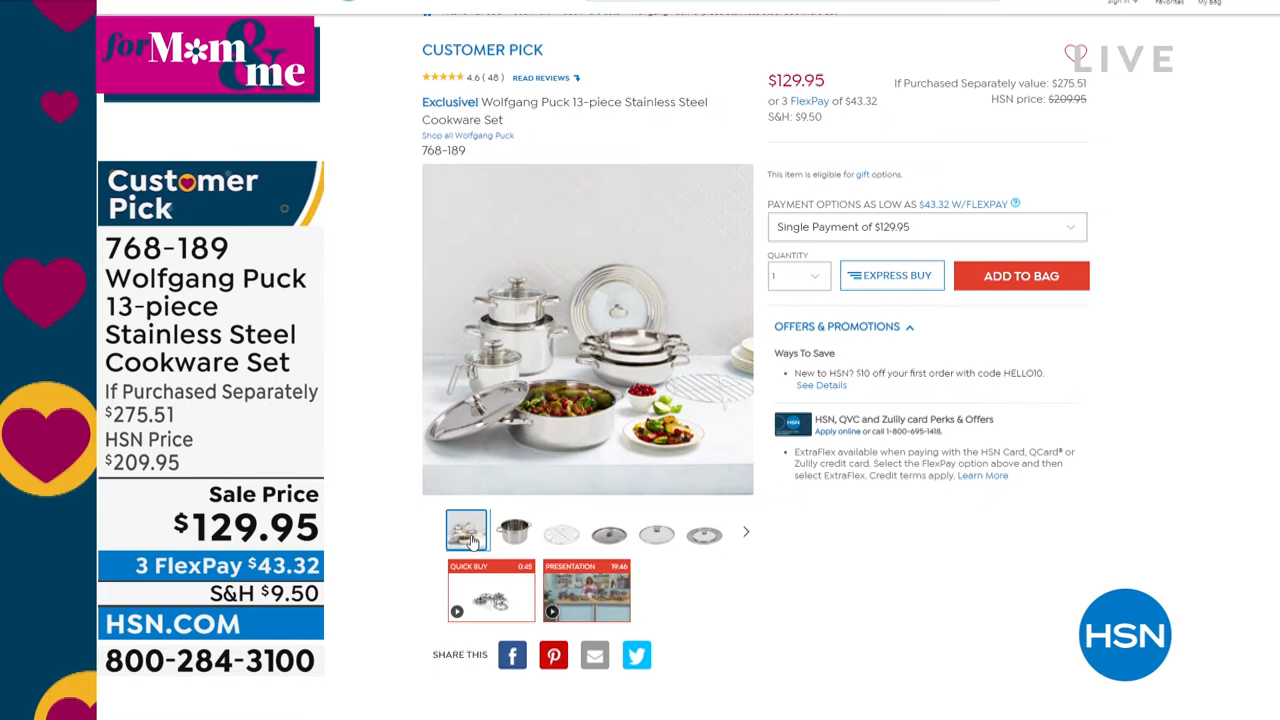 for Mom
& me
Customer
Pick
768-189
Wolfgang Puck
13-piece
Stainless Steel
Cookware Set
If Purchased Separately
$275.51
HSN Price
$209.95
Sale Price
$129.95
3 FlexPay $43.32
S&H $9.50
HSN.COM
800-284-3100
Sign In
Favorites
My Bag
CUSTOMER PICK
4.6 (48) READ REVIEWS
Exclusive! Wolfgang Puck 13-piece Stainless Steel
Cookware Set
Shop all Wolfgang Puck
768-189
$129.95
or 3 FlexPay of $43.32
S&H: $9.50
If Purchased Separately value: $275.51
HSN price: $209.95
LIVE
This item is eligible for gift options.
PAYMENT OPTIONS AS LOW AS $43.32 W/FLEXPAY ?
Single Payment of $129.95
QUANTITY
1
EXPRESS BUY
ADD TO BAG
OFFERS & PROMOTIONS
Ways To Save
• New to HSN? $10 off your first order with code HELLO10.
See Details
HSN
HSN, QVC and Zulily card Perks & Offers
Apply online or call 1-800-695-1418.
• ExtraFlex available when paying with the HSN Card, QCard® or
Zulily credit card. Select the FlexPay option above and then
select ExtraFlex. Credit terms apply. Learn More
QUICK BUY 0:45
PRESENTATION 19:46
SHARE THIS
HSN